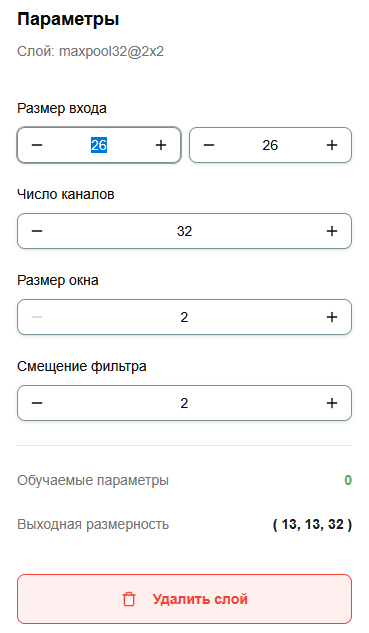 Параметры
Слой: maxpool32@2x2
Размер входа
26 26
Число каналов
32
Размер окна
2
Смещение фильтра
2
Обучаемые параметры 0
Выходная размерность ( 13, 13, 32 )
Удалить слой